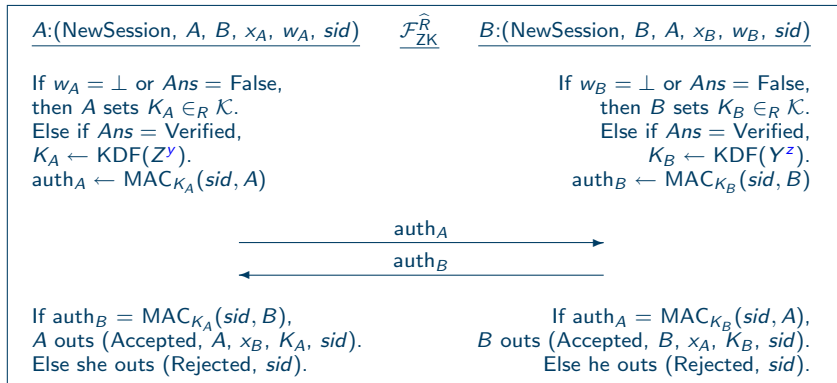 A:(NewSession, A, B, x_A, w_A, sid) F_ZK^R̂ B:(NewSession, B, A, x_B, w_B, sid)
If w_A = ⊥ or Ans = False,
then A sets K_A ∈_R K.
Else if Ans = Verified,
K_A ← KDF(Z^y).
auth_A ← MAC_{K_A}(sid, A)
If w_B = ⊥ or Ans = False,
then B sets K_B ∈_R K.
Else if Ans = Verified,
K_B ← KDF(Y^z).
auth_B ← MAC_{K_B}(sid, B)
auth_A
auth_B
If auth_B = MAC_{K_A}(sid, B),
A outs (Accepted, A, x_B, K_A, sid).
Else she outs (Rejected, sid).
If auth_A = MAC_{K_B}(sid, A),
B outs (Accepted, B, x_A, K_B, sid).
Else he outs (Rejected, sid).